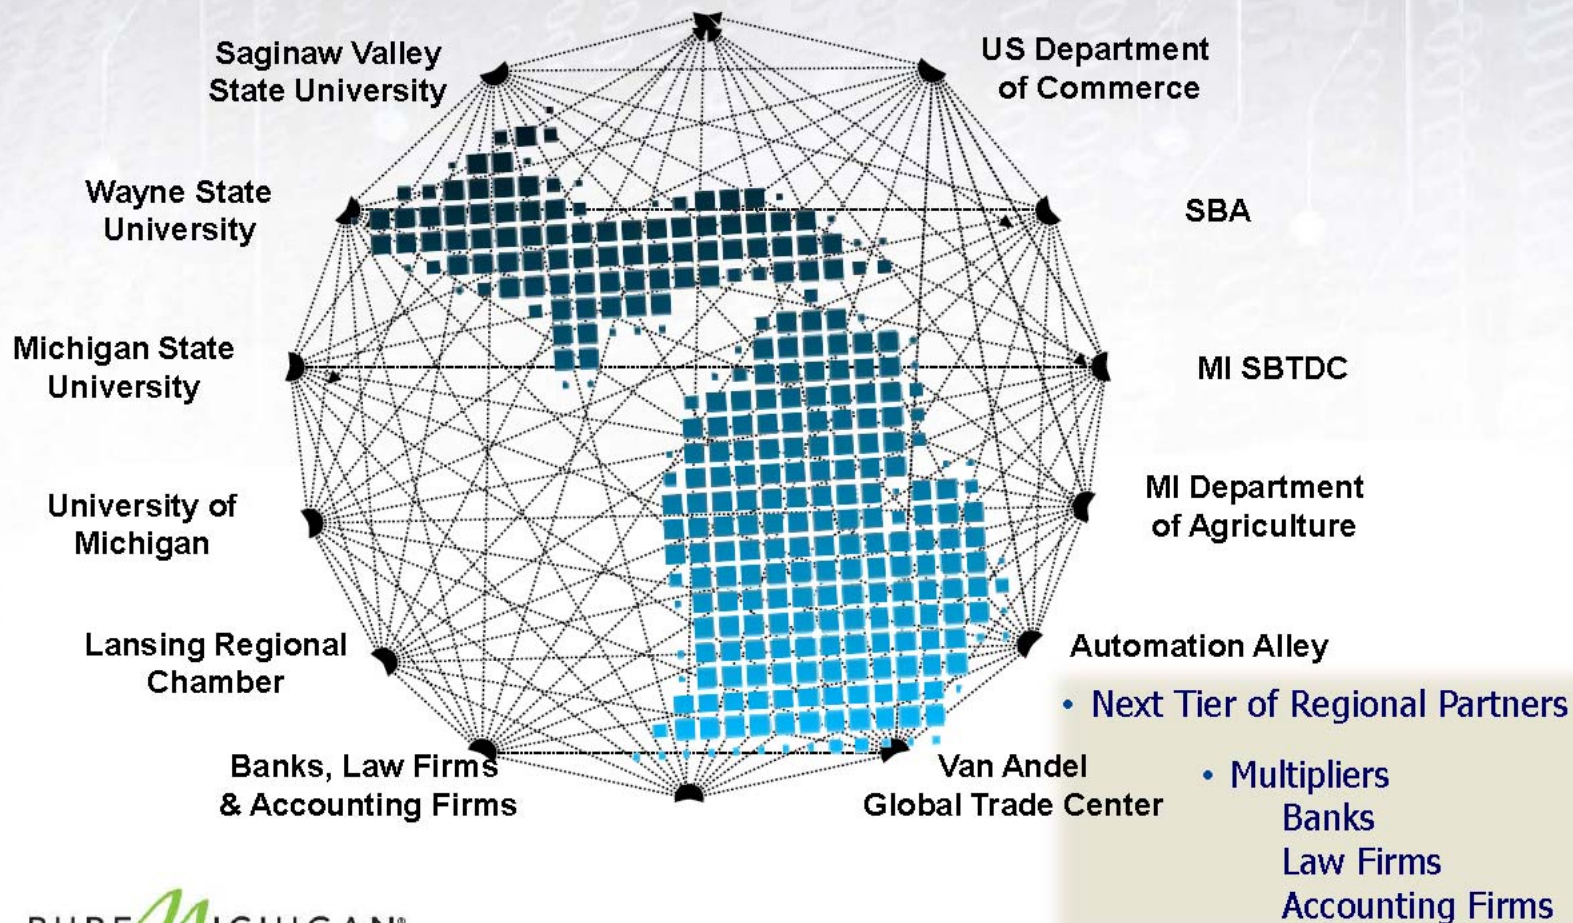 Saginaw Valley
State University
US Department
of Commerce
Wayne State
University
SBA
Michigan State
University
MI SBTDC
University of
Michigan
MI Department
of Agriculture
Lansing Regional
Chamber
Automation Alley
• Next Tier of Regional Partners
Banks, Law Firms
& Accounting Firms
Van Andel
Global Trade Center
• Multipliers
Banks
Law Firms
Accounting Firms
PURE MICHIGAN®